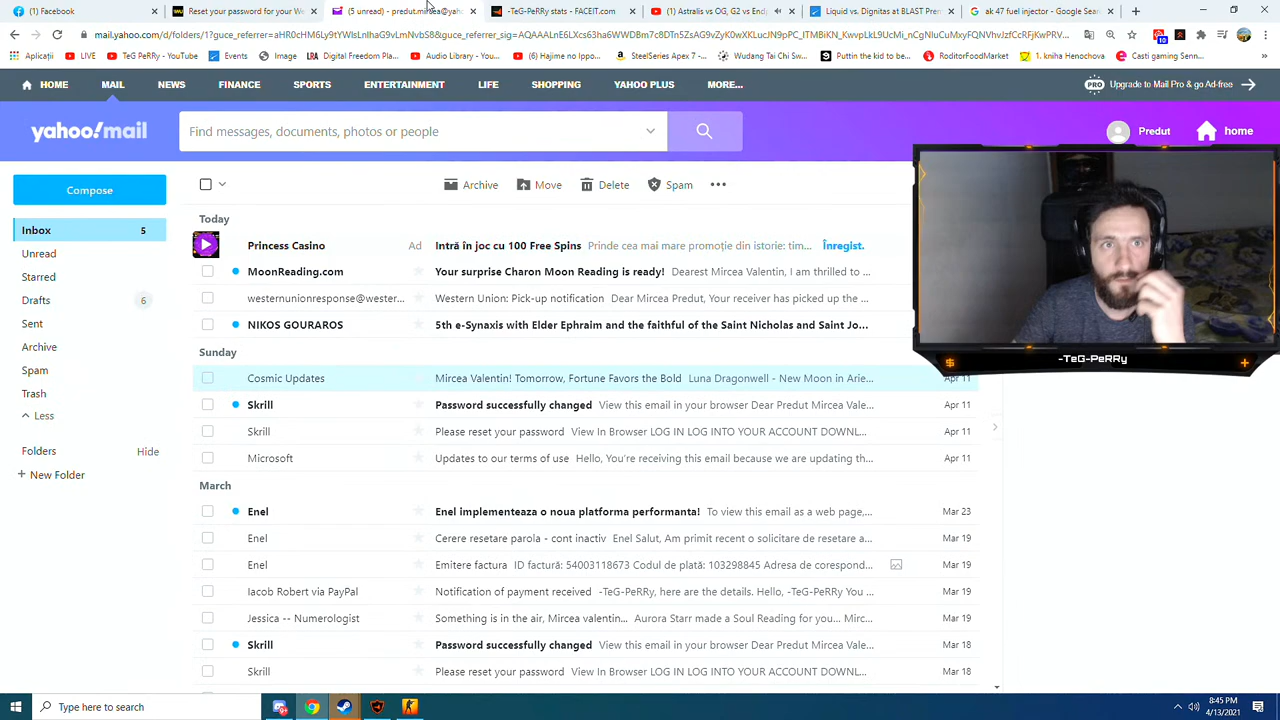 (1) Facebook
Reset your password for your We
(5 unread) - predut.mircea@yaho
-TeG-PeRRy stats - FACEIT.com
(1) Astralis vs OG, G2 vs End
Liquid vs. Dignitas at BLAST Prem
ak 47 fuel injector - Google Searc
mail.yahoo.com/d/folders/1?guce_referrer=
YouTube
LIVE
TeG PeRRy - YouTube
Events
Image
Digital Freedom Pla...
Audio Library - You...
(6) Hajime no Ippo...
SteelSeries Apex 7 -...
Wudang Tai Chi Wu...
Puttin the kid to be...
RoditorFoodMarket
1. kniha Henochova
Casti gaming Senn...
HOME
MAIL
NEWS
FINANCE
SPORTS
ENTERTAINMENT
LIFE
SHOPPING
YAHOO PLUS
MORE...
PRO
Upgrade to Mail Pro & go Ad-free
yahoo!mail
Find messages, documents, photos or people
Predut
home
Compose
Archive Move Delete Spam
Inbox 5
Unread
Starred
Drafts 6
Sent
Archive
Spam
Trash
Less
Folders Hide
+ New Folder
Today
Princess Casino Ad Intră în joc cu 100 Free Spins Prinde cea mai mare promoție din istorie: tim... Înregist.
MoonReading.com Your surprise Charon Moon Reading is ready! Dearest Mircea Valentin, I am thrilled to ...
westernunionresponse@wester... Western Union: Pick-up notification Dear Mircea Predut, Your receiver has picked up the ...
NIKOS GOURAROS 5th e-Synaxis with Elder Ephraim and the faithful of the Saint Nicholas and Saint Jo...
Sunday
Cosmic Updates Mircea Valentin! Tomorrow, Fortune Favors the Bold Luna Dragonwell - New Moon in Arie... Apr 11
Skrill Password successfully changed View this email in your browser Dear Predut Mircea Vale... Apr 11
Skrill Please reset your password View In Browser LOG IN LOG INTO YOUR ACCOUNT DOWNL... Apr 11
Microsoft Updates to our terms of use Hello, You're receiving this email because we are updating th... Apr 11
March
Enel Enel implementeaza o noua platforma performanta! To view this email as a web page,... Mar 23
Enel Cerere resetare parola - cont inactiv Enel Salut, Am primit recent o solicitare de resetare a... Mar 19
Enel Emitere factura ID factură: 54003118673 Codul de plată: 103298845 Adresa de corespond... Mar 19
Iacob Robert via PayPal Notification of payment received -TeG-PeRRy, here are the details. Hello, -TeG-PeRRy You ... Mar 19
Jessica -- Numerologist Something is in the air, Mircea valentin... Aurora Starr made a Soul Reading for you... Mirc... Mar 19
Skrill Password successfully changed View this email in your browser Dear Predut Mircea Vale... Mar 18
Skrill Please reset your password View In Browser LOG IN LOG INTO YOUR ACCOUNT DOWNL... Mar 18
-TeG-PeRRy
Type here to search
8:45 PM
4/13/2021